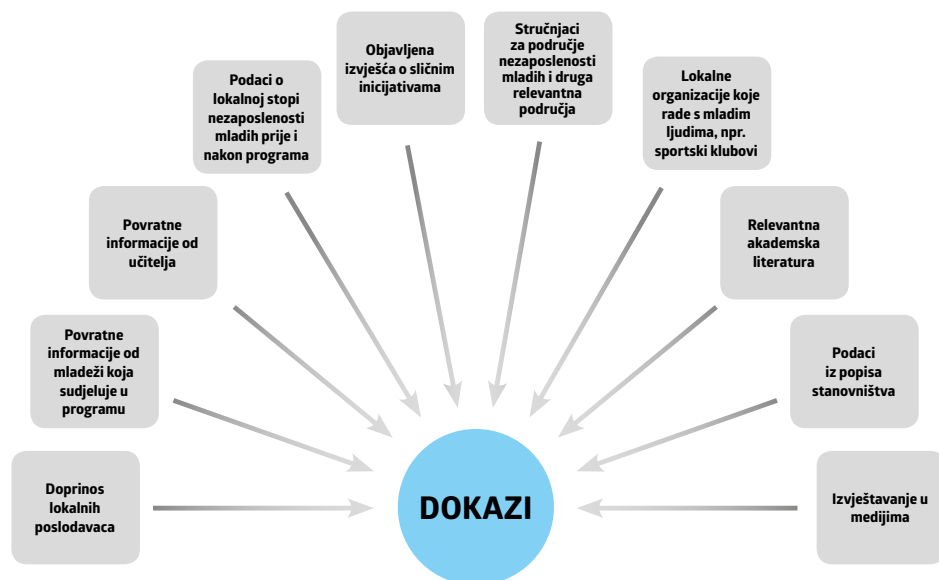 Doprinos
lokalnih
poslodavaca
Povratne
informacije od
mladeži koja
sudjeluje u
programu
Povratne
informacije od
učitelja
Podaci o
lokalnoj stopi
nezaposlenosti
mladih prije i
nakon programa
Objavljena
izvješća o sličnim
inicijativama
Stručnjaci
za područje
nezaposlenosti
mladih i druga
relevantna
područja
Lokalne
organizacije koje
rade s mladim
ljudima, npr.
sportski klubovi
Relevantna
akademska
literatura
Podaci
iz popisa
stanovništva
Izvještavanje u
medijima
DOKAZI